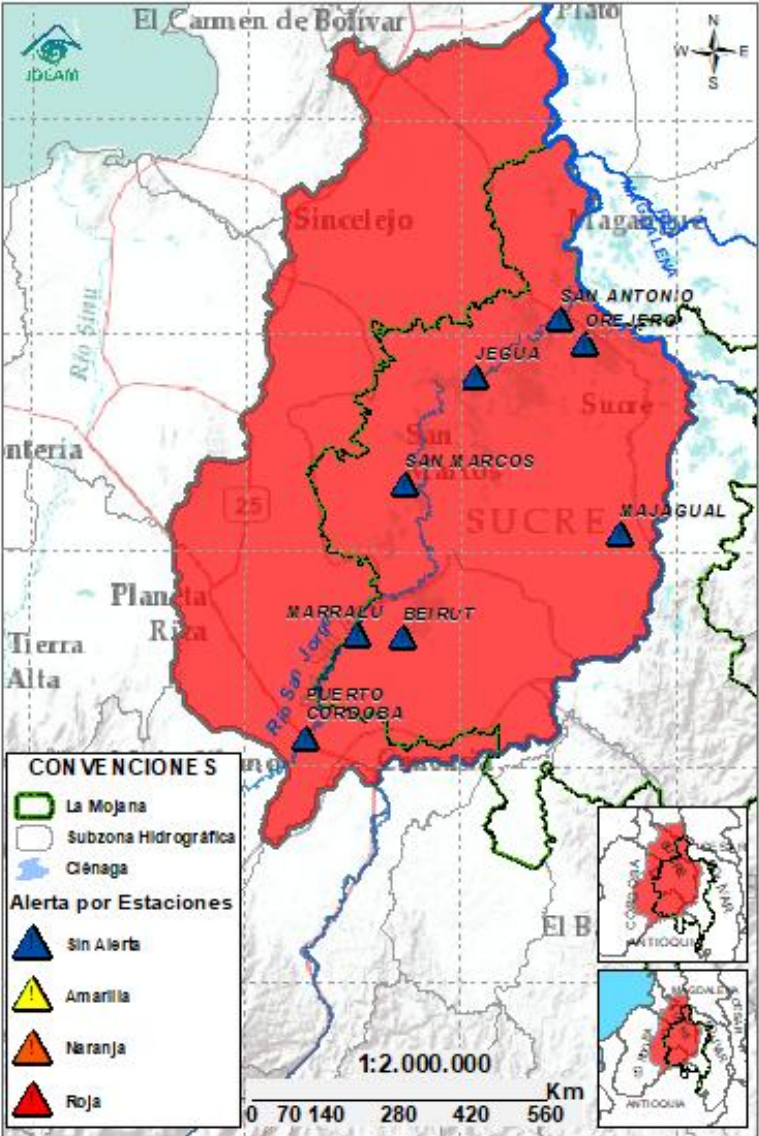 El Carmen de Bolívar
Plato
N
W E
S
IDEAM
Sincelejo
Magangué
Río Sinú
SAN ANTONIO
OREJERO
JEGUA
Sucre
San
Marcos
SAN MARCOS
25
SUCRE
MAJAGUAL
Planeta
Rica
MARRALU
BEIRUT
Tierra
Alta
Río San Jorge
PUERTO
CORDOBA
CONVENCIONES
La Mojana
Subzona Hidrográfica
Ciénaga
Alerta por Estaciones
Sin Alerta
Amarilla
Naranja
Roja
El B
CORDOBA
SUCRE
CESAR
ANTIOQUI
MAGDALENA
CESAR
ANTIOQUIA
1:2.000.000
Km
0 70 140 280 420 560